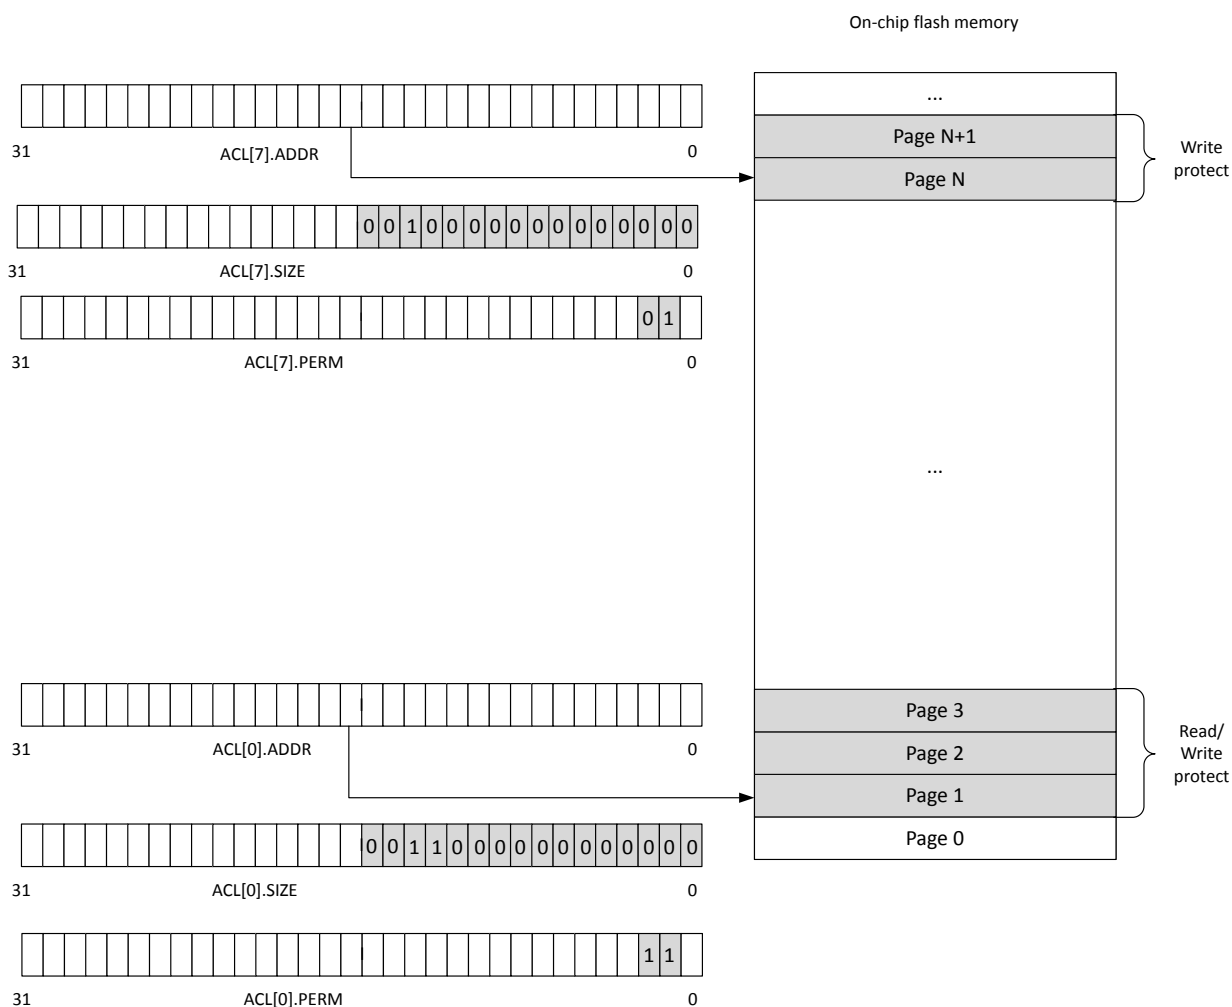 On-chip flash memory
...
Page N+1
31 ACL[7].ADDR 0
Write
protect
Page N
0 0 1 0 0 0 0 0 0 0 0 0 0 0 0 0
31 ACL[7].SIZE 0
0 1
31 ACL[7].PERM 0
...
Page 3
31 ACL[0].ADDR 0
Read/
Write
protect
Page 2
Page 1
0 0 1 1 0 0 0 0 0 0 0 0 0 0 0 0
Page 0
31 ACL[0].SIZE 0
1 1
31 ACL[0].PERM 0